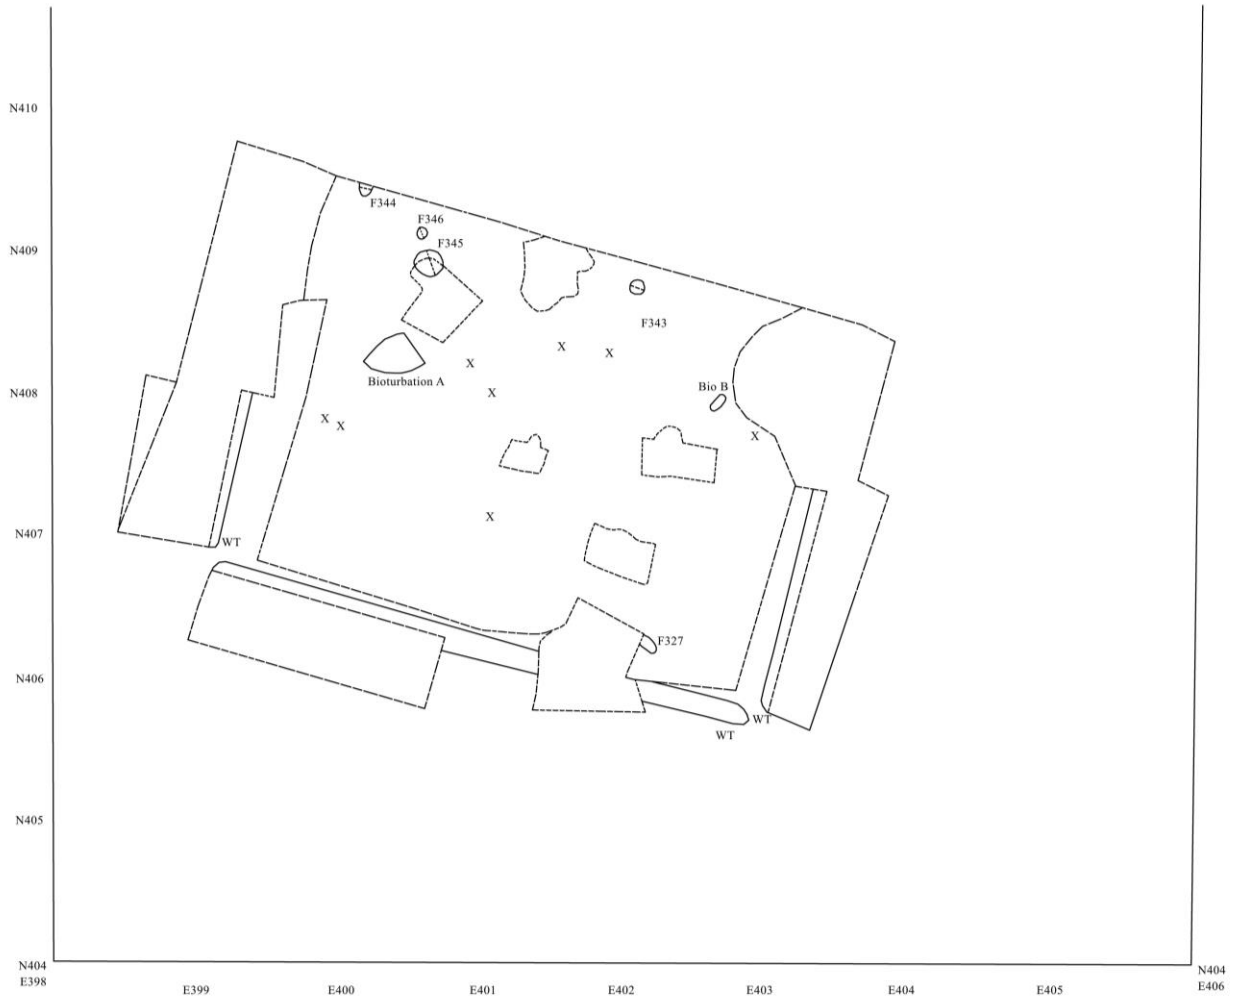 N410
F344
F346
F345
N409
F343
X
X
X
Bioturbation A
N408
X
Bio B
X
X
X
X
N407
WT
F327
N406
WT
WT
N405
N404
E398
E399
E400
E401
E402
E403
E404
E405
N404
E406